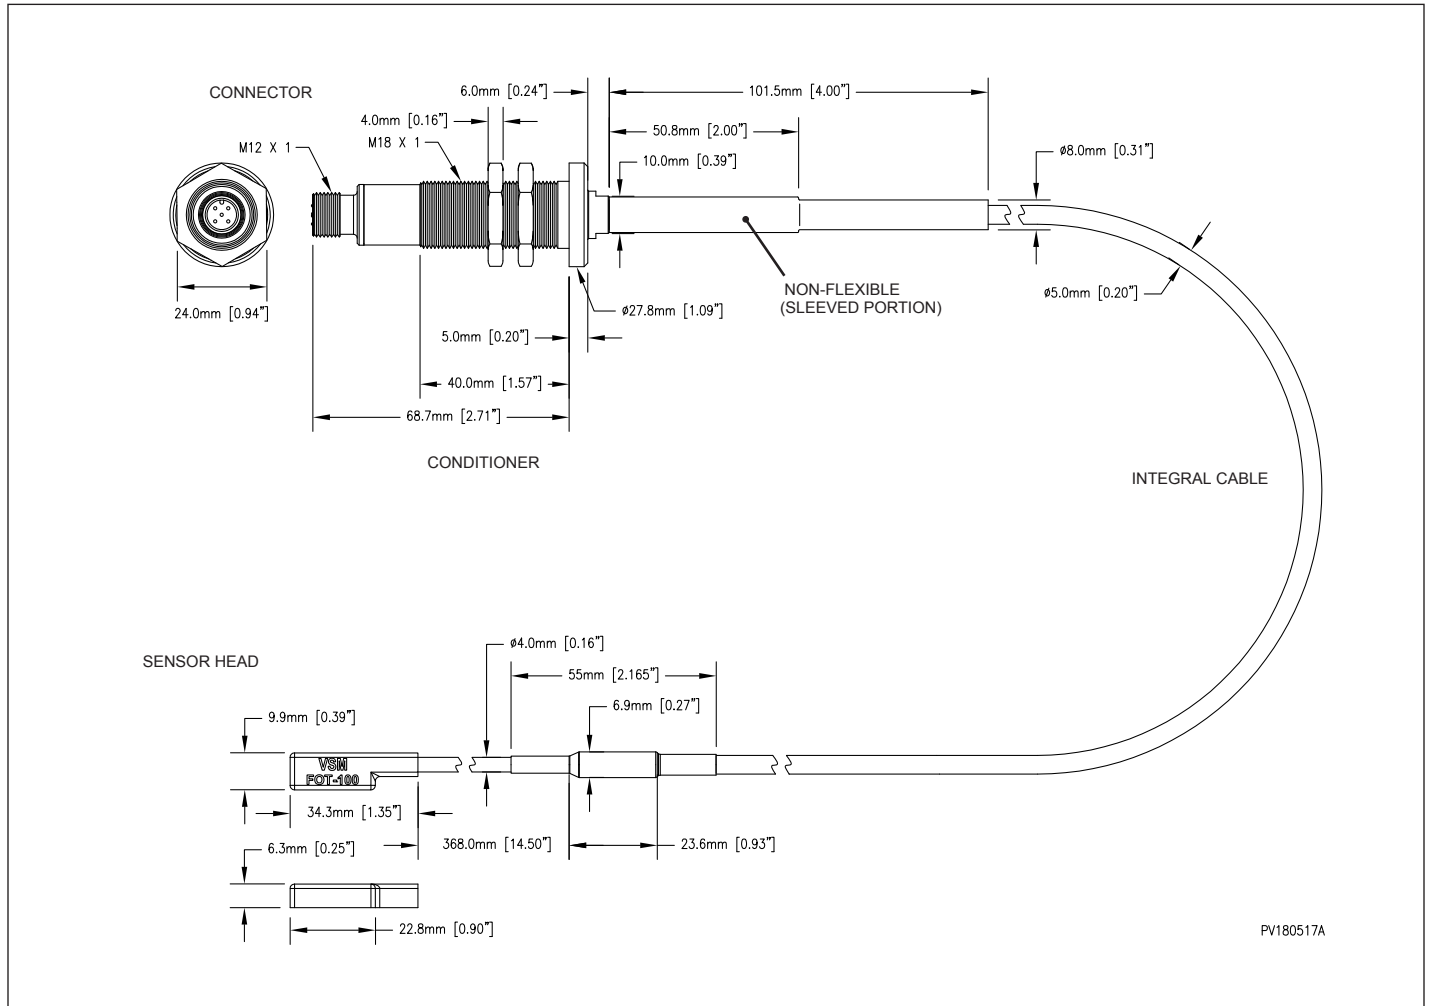 CONNECTOR
6.0mm [0.24"]
101.5mm [4.00"]
4.0mm [0.16"]
50.8mm [2.00"]
M12 X 1
M18 X 1
10.0mm [0.39"]
ø8.0mm [0.31"]
NON-FLEXIBLE
(SLEEVED PORTION)
ø5.0mm [0.20"]
24.0mm [0.94"]
ø27.8mm [1.09"]
5.0mm [0.20"]
40.0mm [1.57"]
68.7mm [2.71"]
CONDITIONER
INTEGRAL CABLE
SENSOR HEAD
ø4.0mm [0.16"]
55mm [2.165"]
6.9mm [0.27"]
9.9mm [0.39"]
VSM
FOT-100
34.3mm [1.35"]
368.0mm [14.50"]
23.6mm [0.93"]
6.3mm [0.25"]
22.8mm [0.90"]
PV180517A